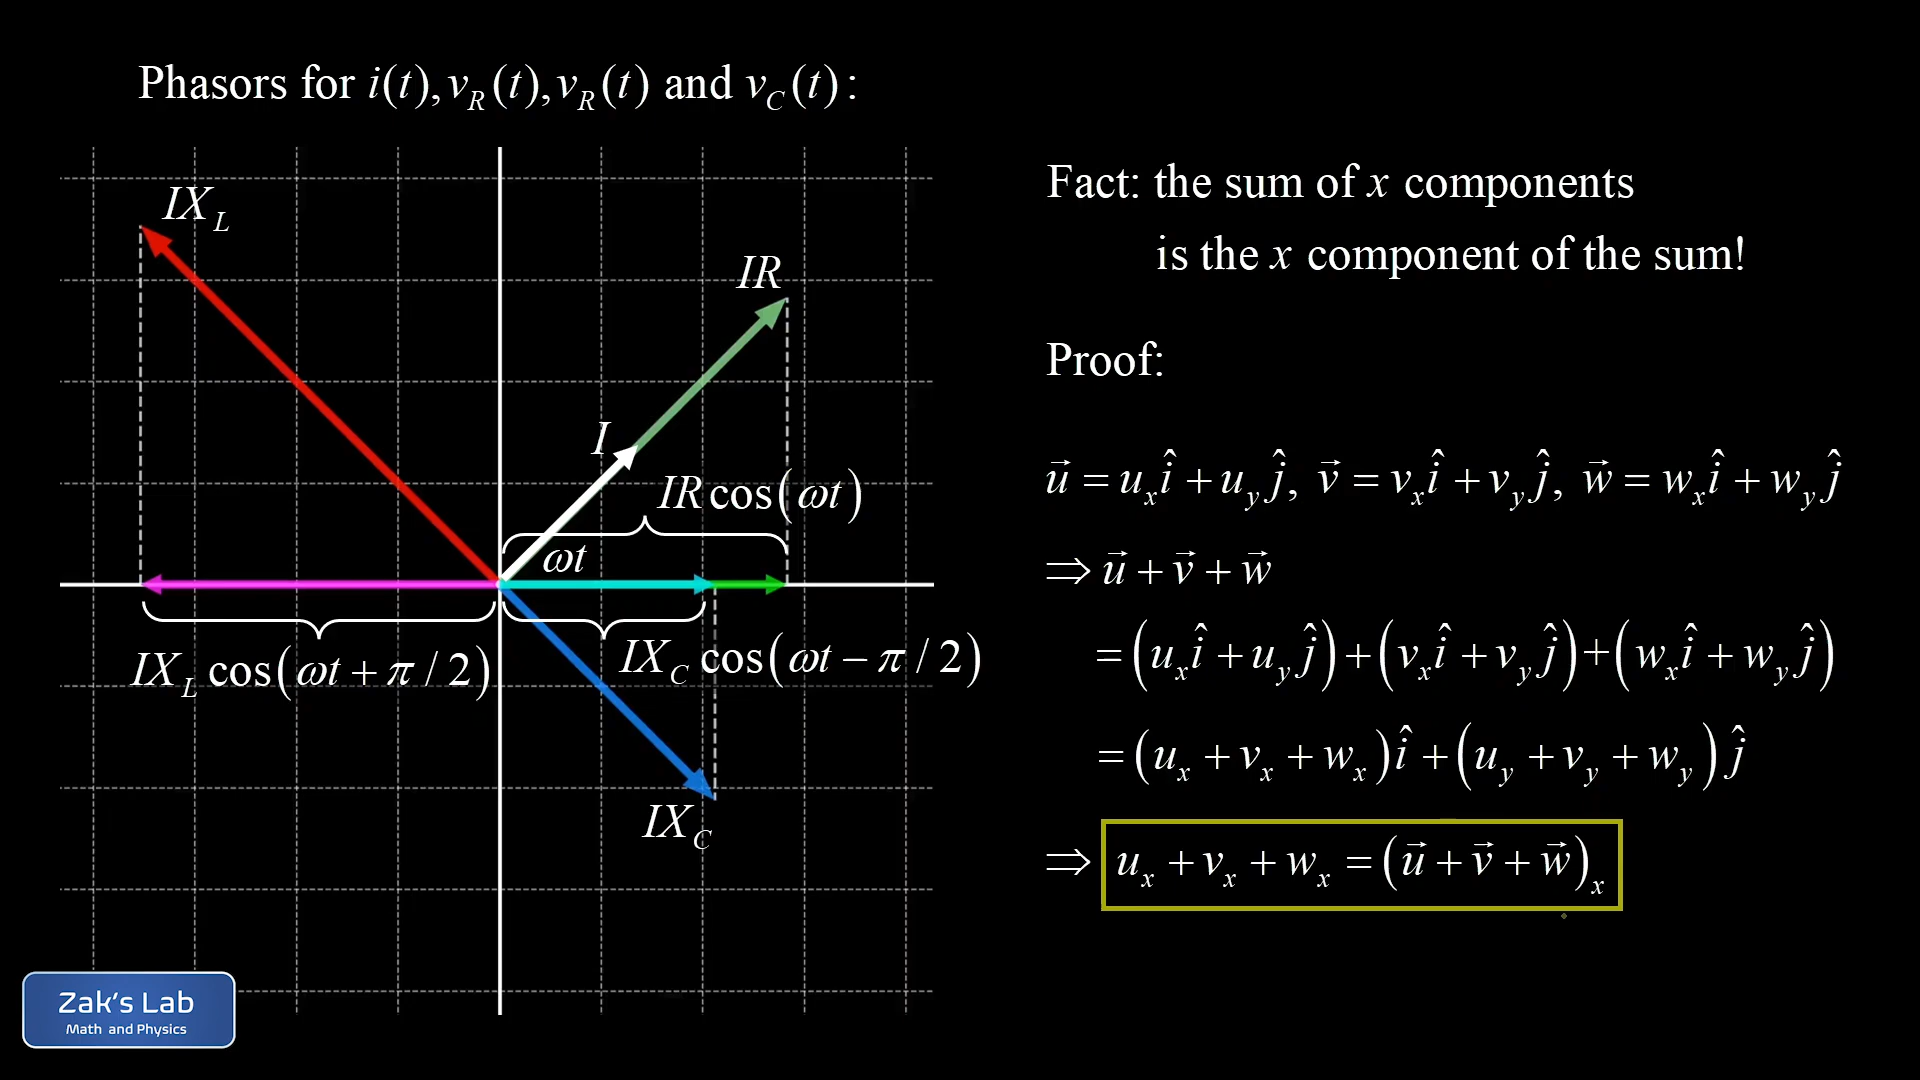 Phasors for i(t), v_R(t), v_R(t) and v_C(t):
IX_L
IR
I
IR cos(ωt)
ωt
IX_L cos(ωt + π / 2)
IX_C cos(ωt − π / 2)
IX_C
Zak's Lab
Math and Physics
Fact: the sum of x components
is the x component of the sum!
Proof:
u⃗ = u_x î + u_y ĵ, v⃗ = v_x î + v_y ĵ, w⃗ = w_x î + w_y ĵ
⇒ u⃗ + v⃗ + w⃗
= (u_x î + u_y ĵ) + (v_x î + v_y ĵ) + (w_x î + w_y ĵ)
= (u_x + v_x + w_x) î + (u_y + v_y + w_y) ĵ
⇒ u_x + v_x + w_x = (u⃗ + v⃗ + w⃗)_x